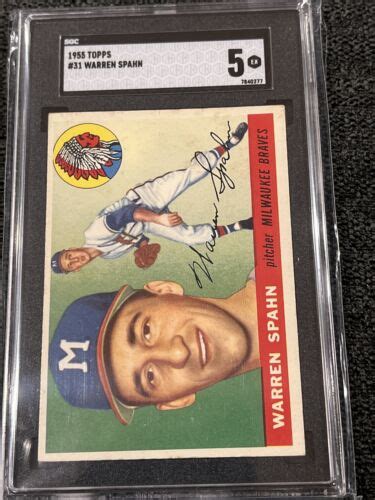 SGC
1955 TOPPS
#31 WARREN SPAHN
5 EX
7840277
Warren Spahn
WARREN SPAHN pitcher MILWAUKEE BRAVES
M